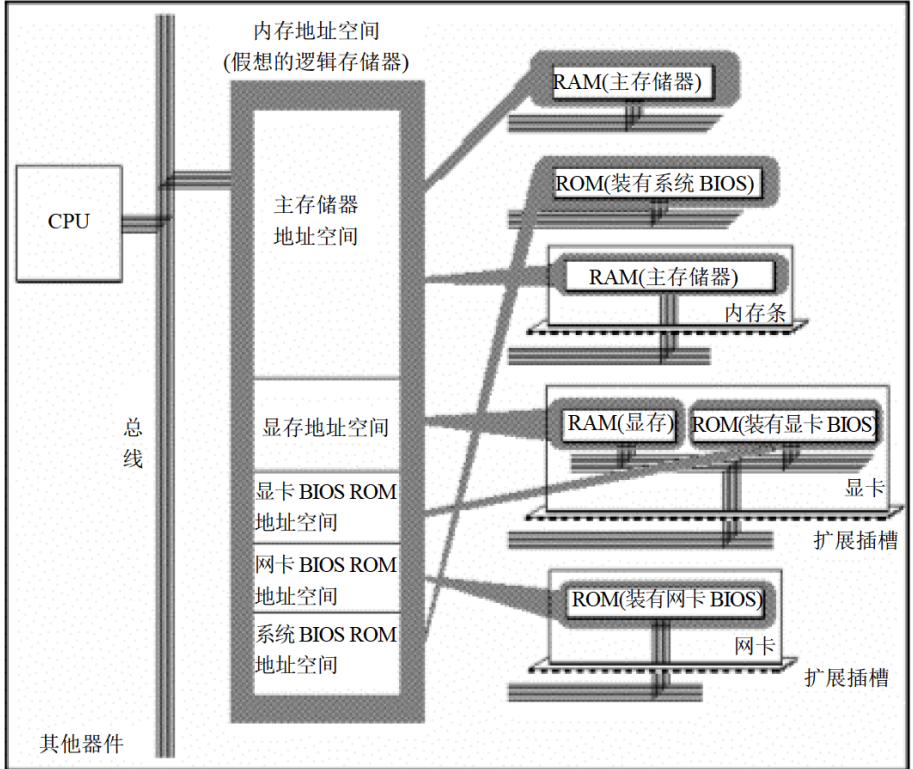 内存地址空间
(假想的逻辑存储器)
RAM(主存储器)
CPU
主存储器
地址空间
ROM(装有系统 BIOS)
RAM(主存储器)
内存条
总
线
显存地址空间
RAM(显存)
ROM(装有显卡 BIOS)
显卡
扩展插槽
显卡 BIOS ROM
地址空间
网卡 BIOS ROM
地址空间
ROM(装有网卡 BIOS)
网卡
扩展插槽
系统 BIOS ROM
地址空间
其他器件